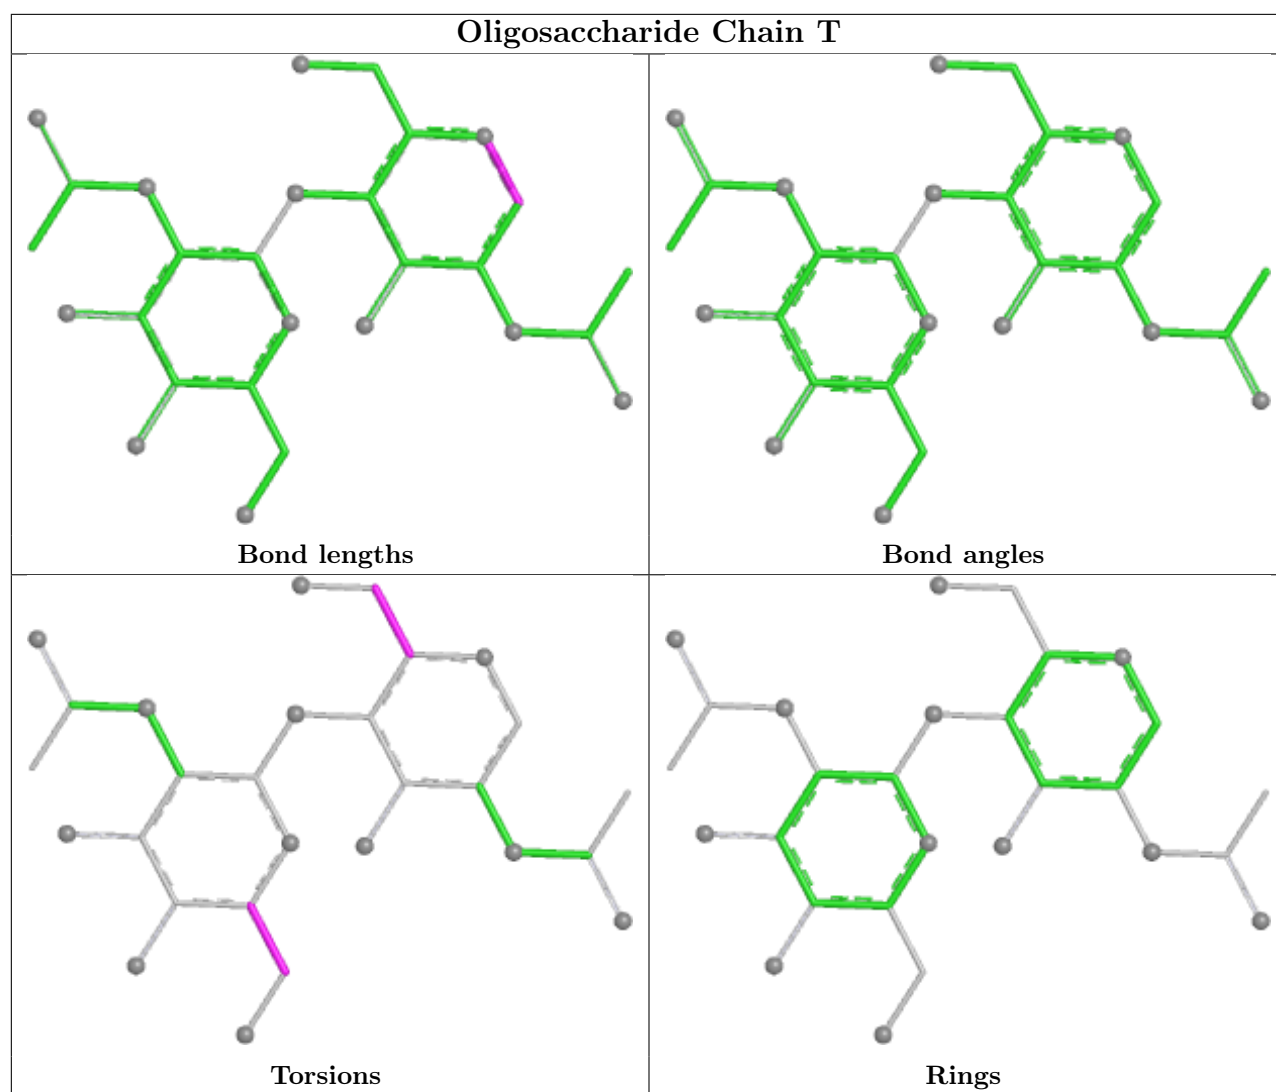 Oligosaccharide Chain T
Bond lengths
Bond angles
Torsions
Rings